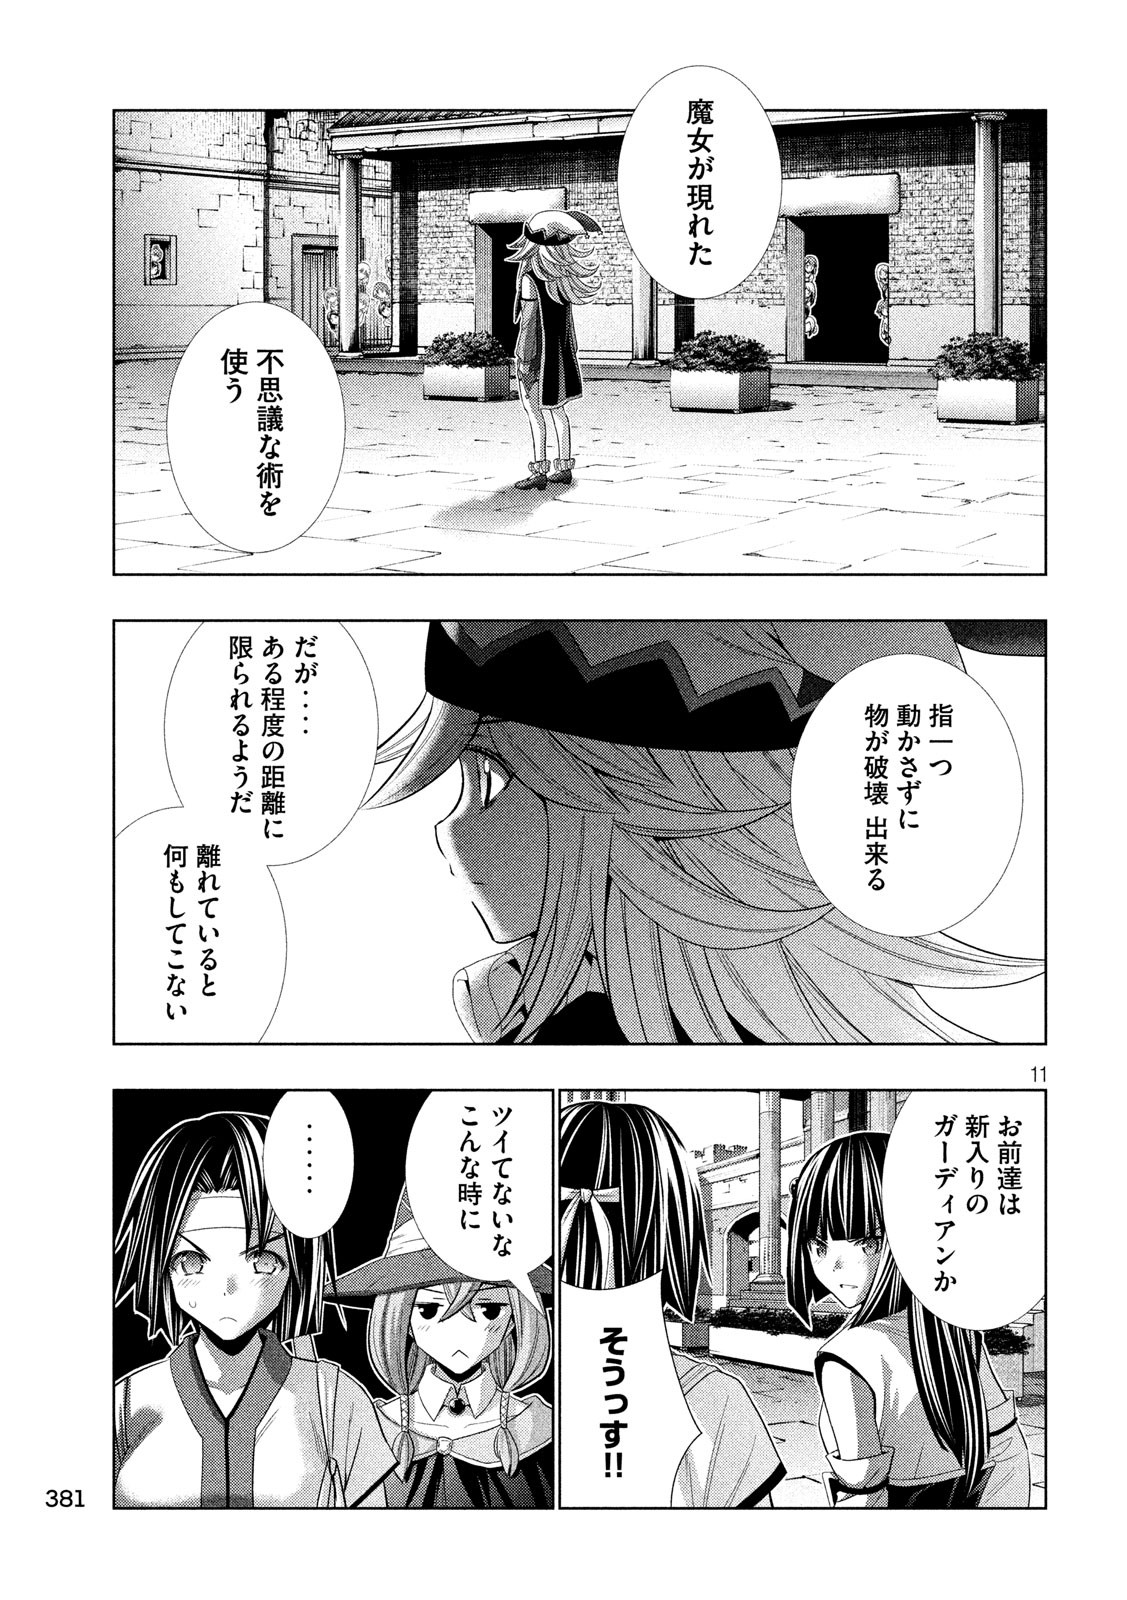 魔女が現れた
不思議な術を
使う
指一つ
動かさずに
物が破壊 出来る
だが‥‥
ある程度の距離に
限られるようだ
離れていると
何もしてこない
11
お前達は
新入りの
ガーディアンか
そうっす!!
ツイてないな
こんな時に
‥‥‥
381